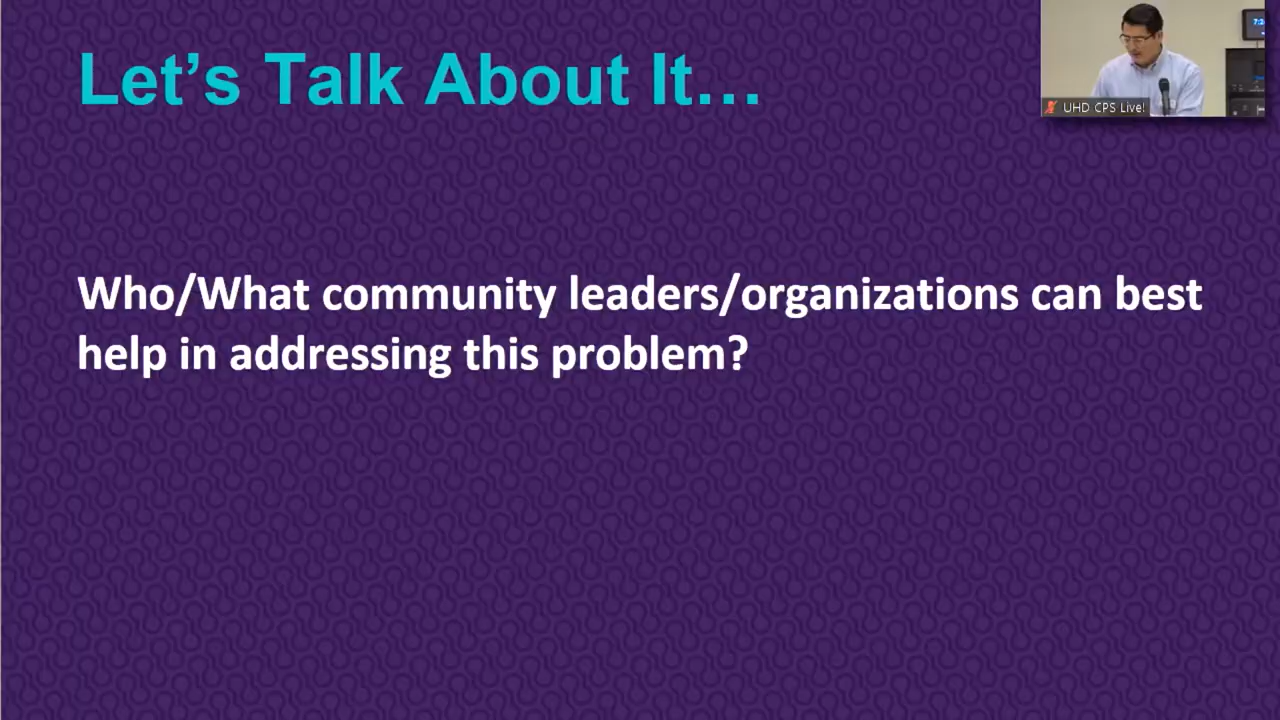 Let’s Talk About It…
UHD CPS Live!
Who/What community leaders/organizations can best
help in addressing this problem?